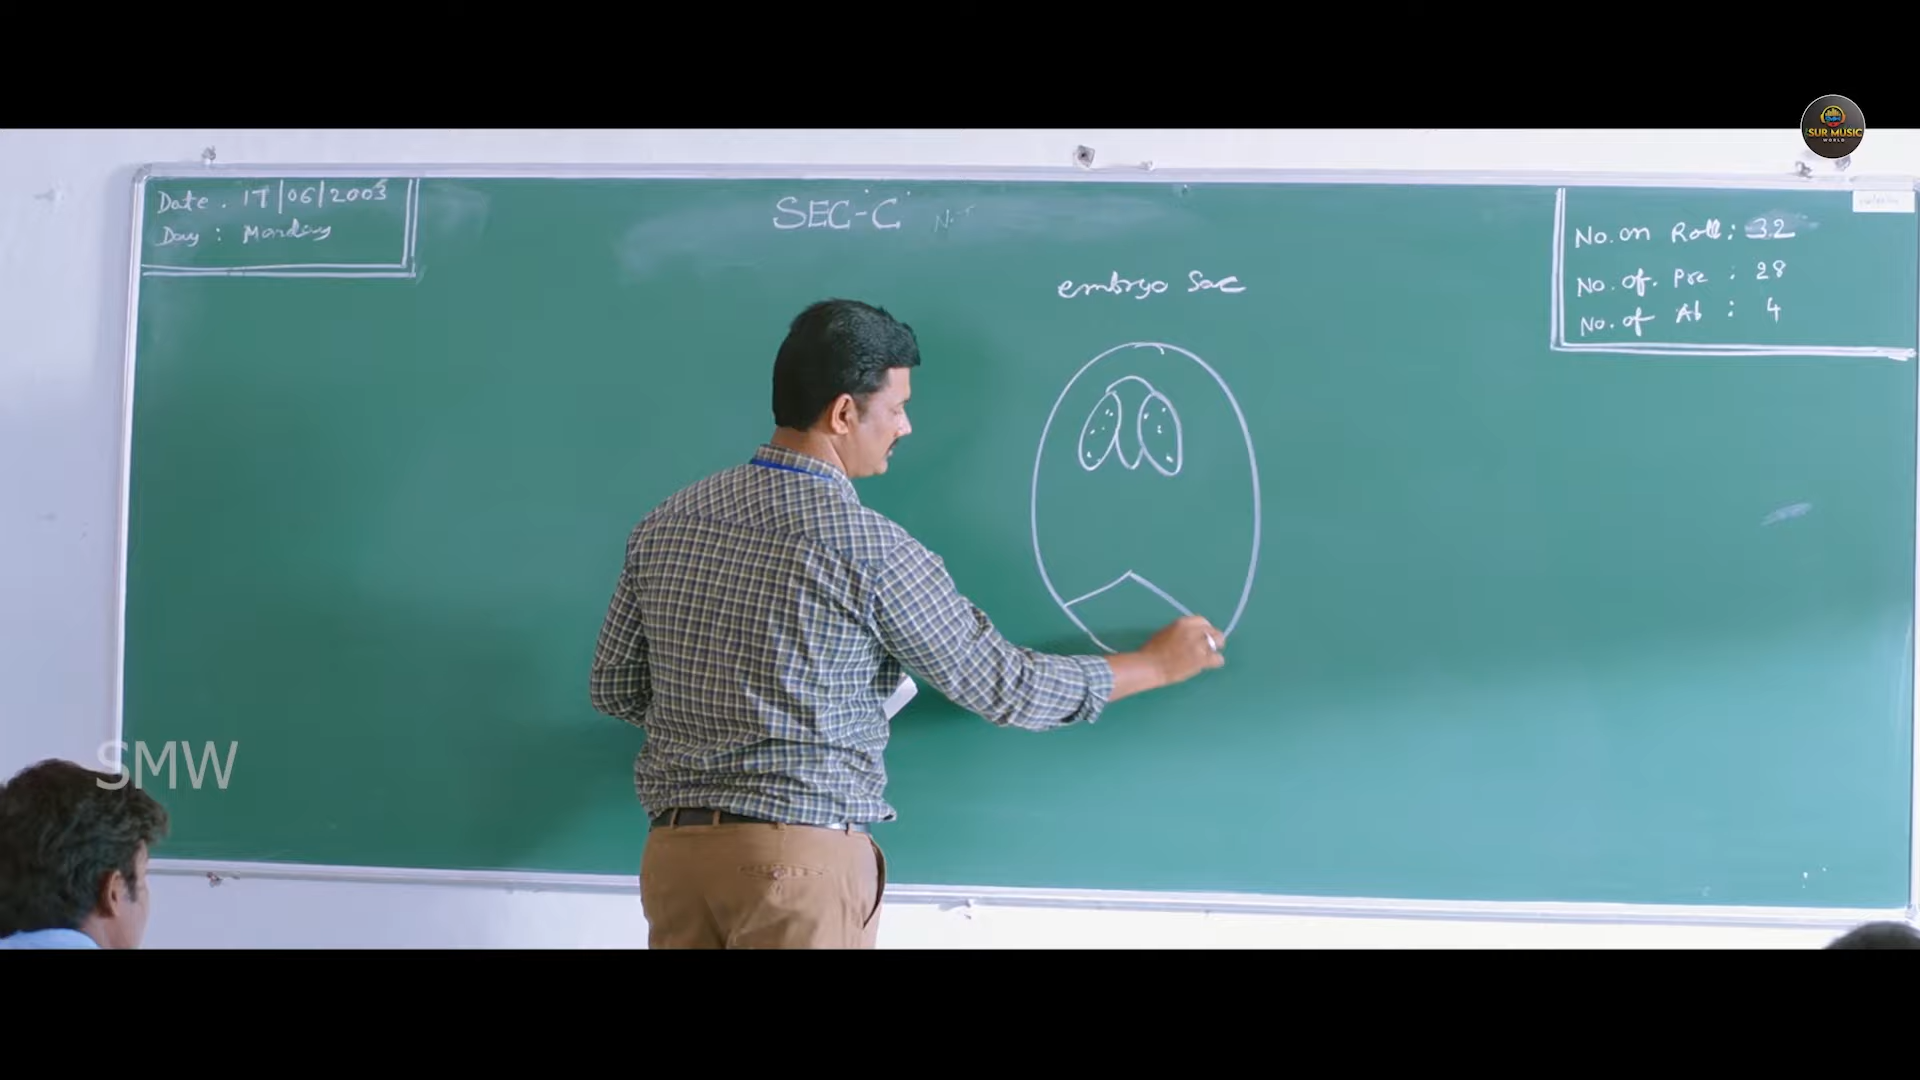 SUR MUSIC
WORLD
Date . 17/06/2003
Day : Monday
SEC-C
No. on Roll : 32
No. of. Pre : 28
No. of Ab : 4
embryo Sac
SMW